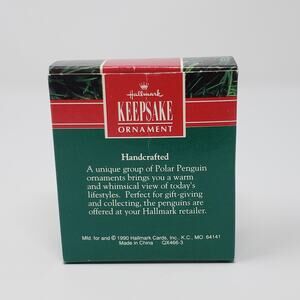 Hallmark
KEEPSAKE
ORNAMENT
Handcrafted
A unique group of Polar Penguin
ornaments brings you a warm
and whimsical view of today's
lifestyles. Perfect for gift-giving
and collecting, the penguins are
offered at your Hallmark retailer.
Mfd. for and © 1990 Hallmark Cards, Inc., K.C., MO 64141
Made in China QX466-3